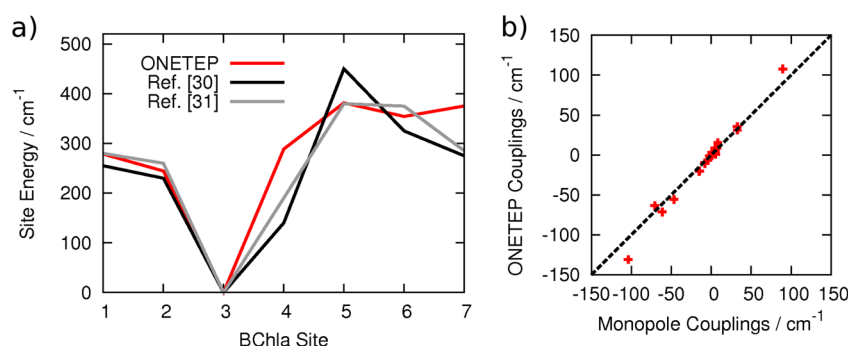 a)
Site Energy / cm⁻¹
500
400
300
200
100
0
ONETEP
Ref. [30]
Ref. [31]
1 2 3 4 5 6 7
BChla Site
b)
ONETEP Couplings / cm⁻¹
150
100
50
0
-50
-100
-150
-150 -100 -50 0 50 100 150
Monopole Couplings / cm⁻¹